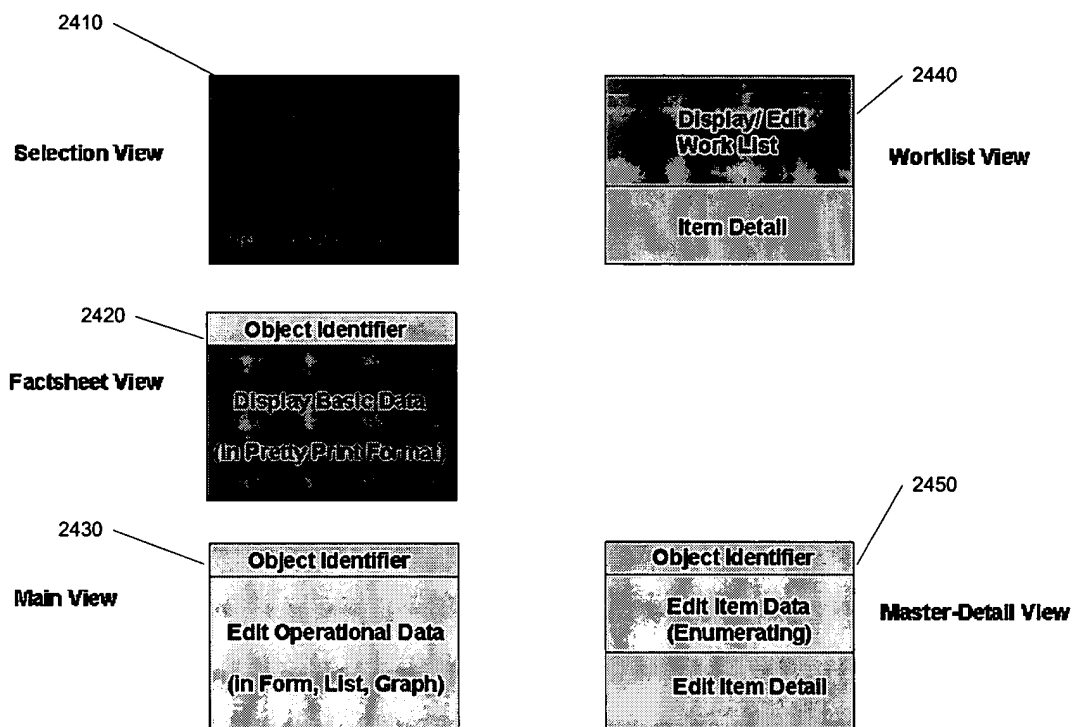 2410
Selection View
2440
Display/ Edit
Work List
Item Detail
Worklist View
2420
Factsheet View
Object Identifier
Display Basic Data
(in Pretty Print Format)
2430
Main View
Object Identifier
Edit Operational Data
(in Form, List, Graph)
2450
Object Identifier
Edit Item Data
(Enumerating)
Edit Item Detail
Master-Detail View